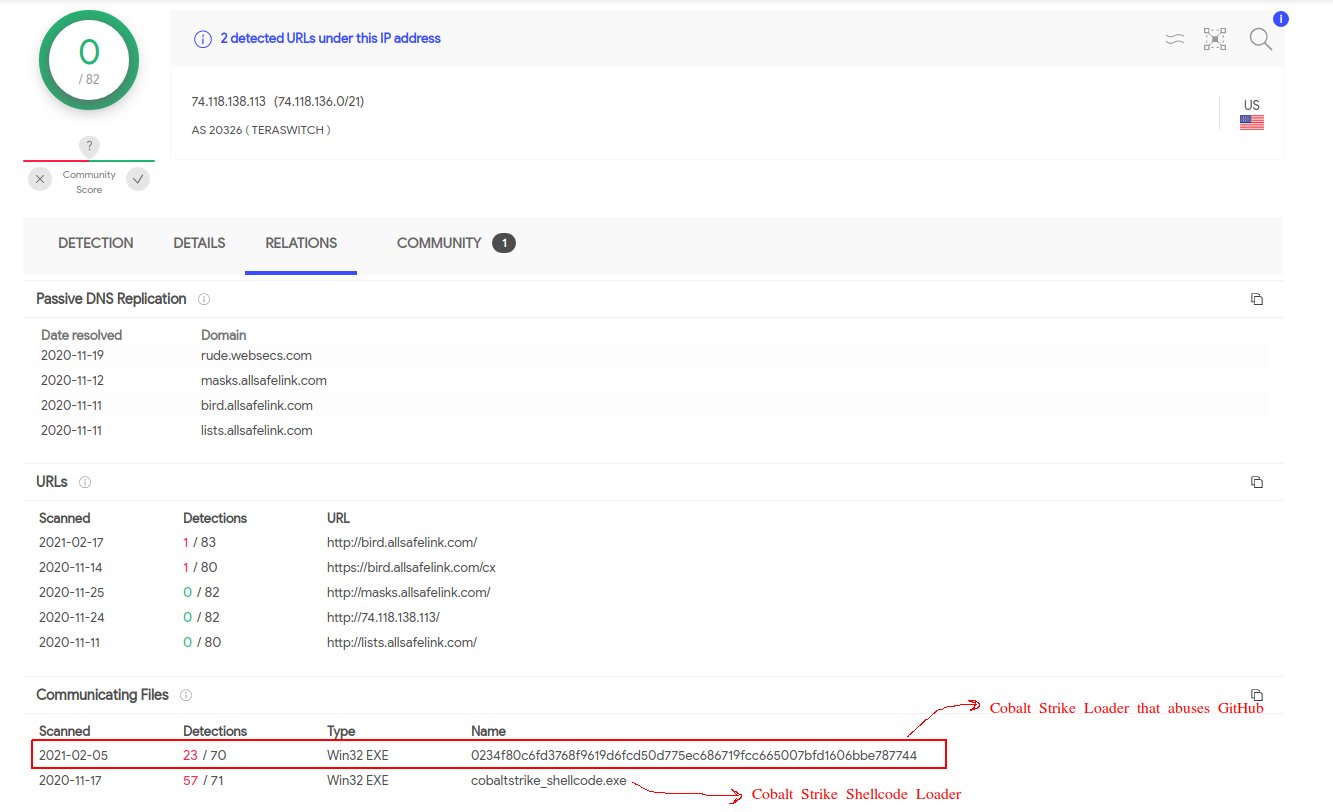 0
/ 82
?
Community
Score
2 detected URLs under this IP address
I
74.118.138.113 (74.118.136.0/21)
AS 20326 ( TERASWITCH )
US
DETECTION DETAILS RELATIONS COMMUNITY 1
Passive DNS Replication
Date resolved Domain
2020-11-19 rude.websecs.com
2020-11-12 masks.allsafelink.com
2020-11-11 bird.allsafelink.com
2020-11-11 lists.allsafelink.com
URLs
Scanned Detections URL
2021-02-17 1 / 83 http://bird.allsafelink.com/
2020-11-14 1 / 80 https://bird.allsafelink.com/cx
2020-11-25 0 / 82 http://masks.allsafelink.com/
2020-11-24 0 / 82 http://74.118.138.113/
2020-11-11 0 / 80 http://lists.allsafelink.com/
Communicating Files
Cobalt Strike Loader that abuses GitHub
Scanned Detections Type Name
2021-02-05 23 / 70 Win32 EXE 0234f80c6fd3768f9619d6fcd50d775ec686719fcc665007bfd1606bbe787744
2020-11-17 57 / 71 Win32 EXE cobaltstrike_shellcode.exe
Cobalt Strike Shellcode Loader